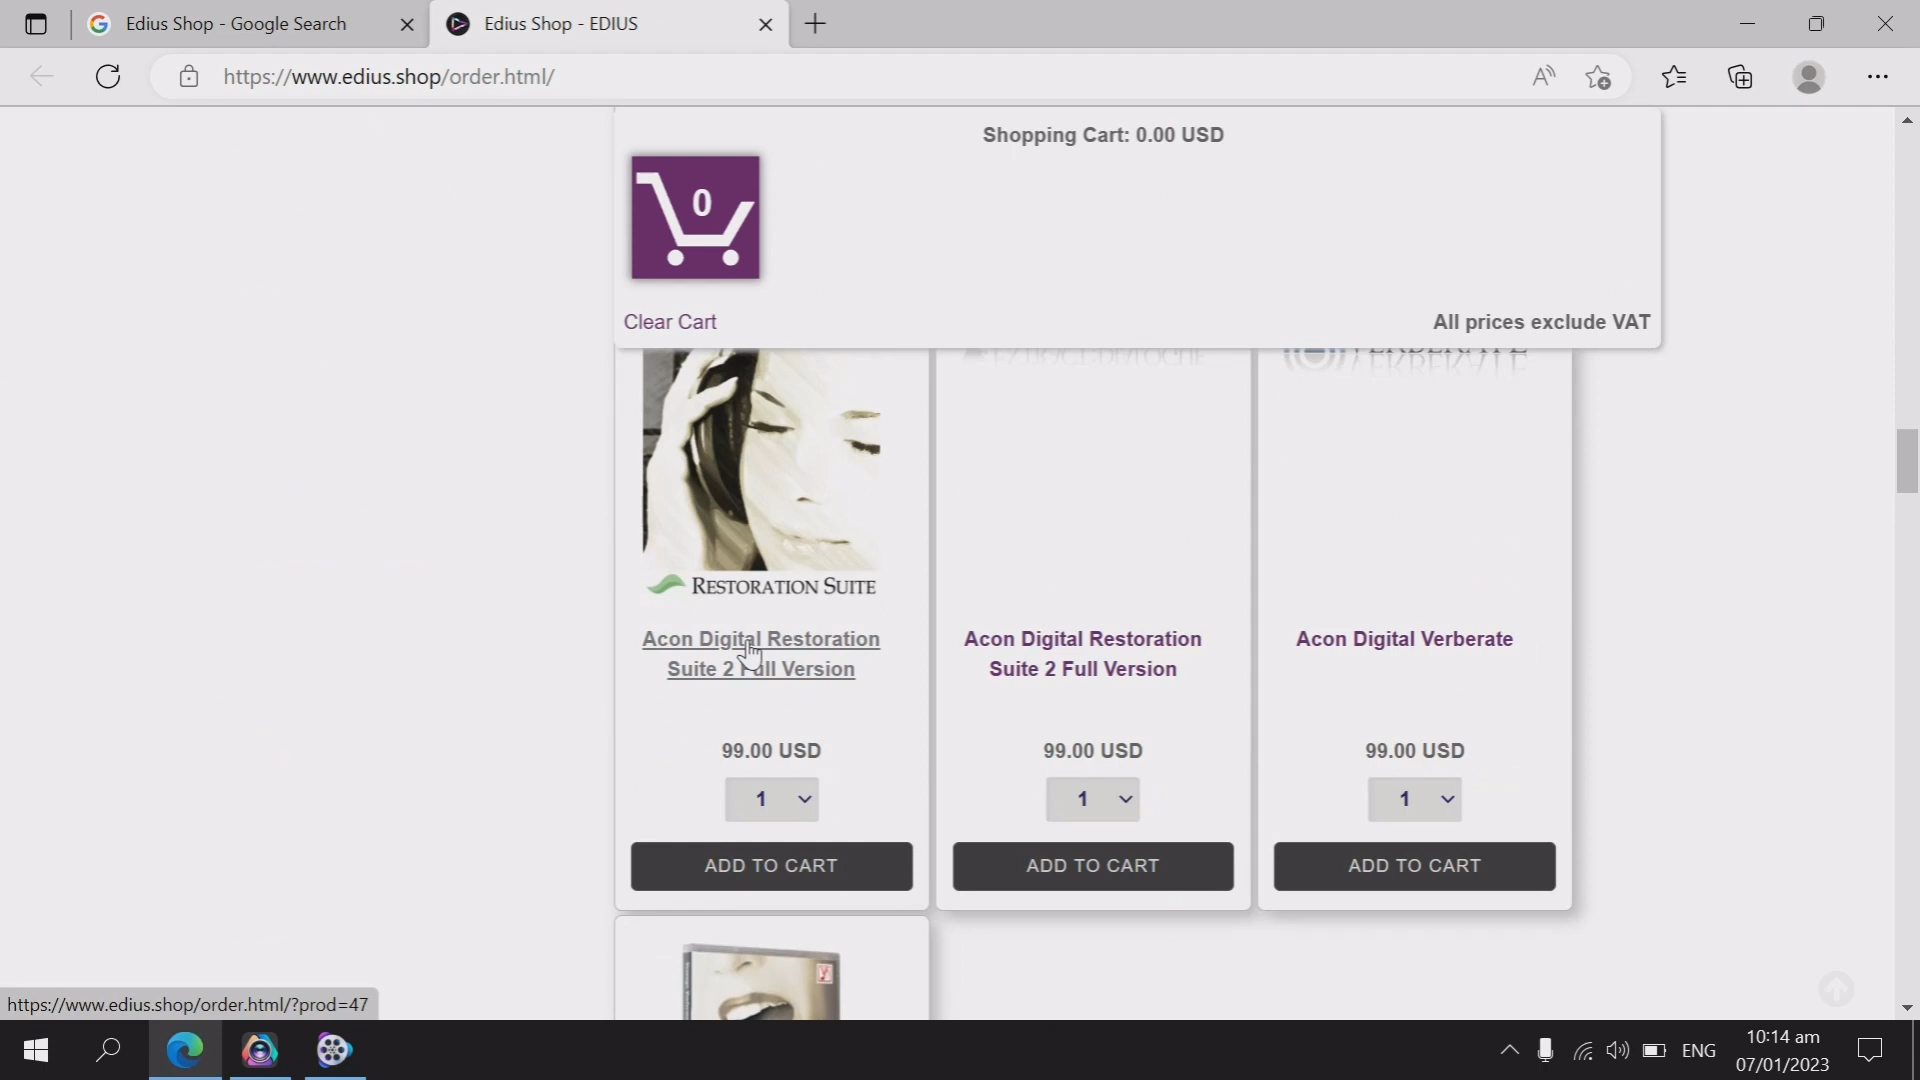 Edius Shop - Google Search
Edius Shop - EDIUS
https://www.edius.shop/order.html/
Shopping Cart: 0.00 USD
0
Clear Cart
All prices exclude VAT
RESTORATION SUITE
Acon Digital Restoration
Suite 2 Full Version
99.00 USD
1
ADD TO CART
Acon Digital Restoration
Suite 2 Full Version
99.00 USD
1
ADD TO CART
VERBERATE
Acon Digital Verberate
99.00 USD
1
ADD TO CART
https://www.edius.shop/order.html/?prod=47
ENG
10:14 am
07/01/2023